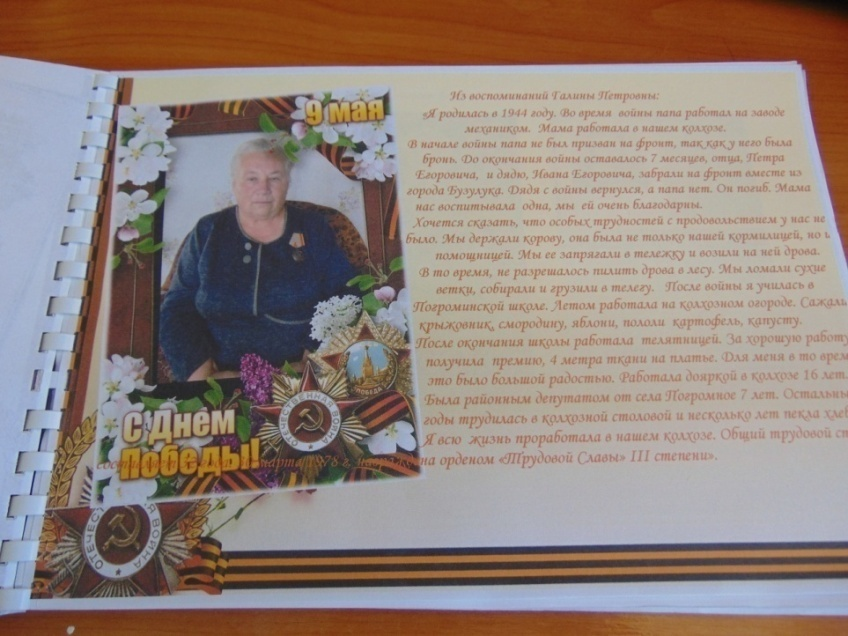 9 мая
С Днем
Победы!
ОТЕЧЕСТВЕННАЯ ВОЙНА
Из воспоминаний Галины Петровны:
«Я родилась в 1944 году. Во время войны папа работал на заводе
механиком. Мама работала в нашем колхозе.
В начале войны папа не был призван на фронт, так как у него была
бронь. До окончания войны оставалось 7 месяцев, отца, Петра
Егоровича, и дядю, Ивана Егоровича, забрали на фронт вместе из
города Бузулука. Дядя с войны вернулся, а папа нет. Он погиб. Мама
нас воспитывала одна, мы ей очень благодарны.
Хочется сказать, что особых трудностей с продовольствием у нас не
было. Мы держали корову, она была не только нашей кормилицей, но и
помощницей. Мы ее запрягали в тележку и возили на ней дрова.
В то время, не разрешалось пилить дрова в лесу. Мы ломали сухие
ветки, собирали и грузили в телегу. После войны я училась в
Погроминской школе. Летом работала на колхозном огороде. Сажали
крыжовник, смородину, яблони, пололи картофель, капусту.
После окончания школы работала телятницей. За хорошую работу
получила премию, 4 метра ткани на платье. Для меня в то врем
это было большой радостью. Работала дояркой в колхозе 16 лет.
Была районным депутатом от села Погромное 7 лет. Остальны
годы трудилась в колхозной столовой и несколько лет пекла хлеб
Я всю жизнь проработала в нашем колхозе. Общий трудовой ст
на орденом «Трудовой Славы» III степени».